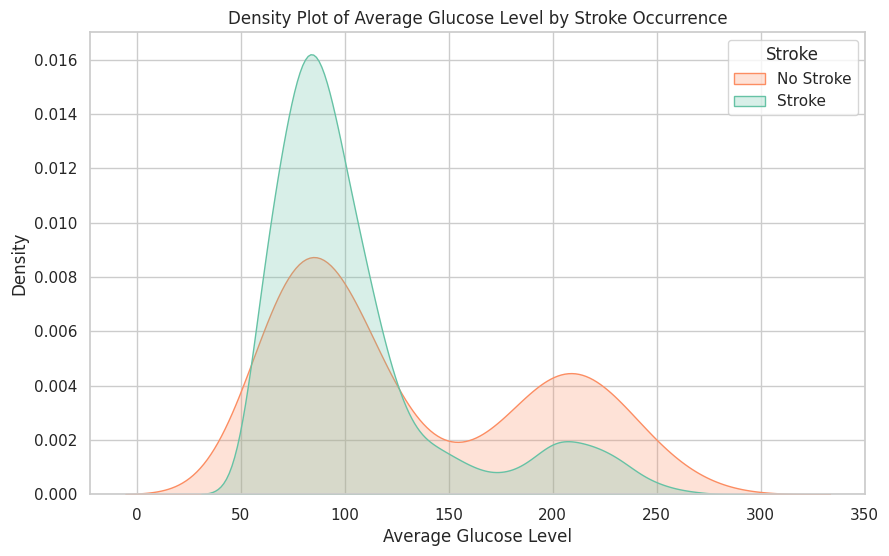 Density Plot of Average Glucose Level by Stroke Occurrence
Stroke
No Stroke
Stroke
0.016
0.014
0.012
0.010
0.008
0.006
0.004
0.002
0.000
Density
0 50 100 150 200 250 300 350
Average Glucose Level